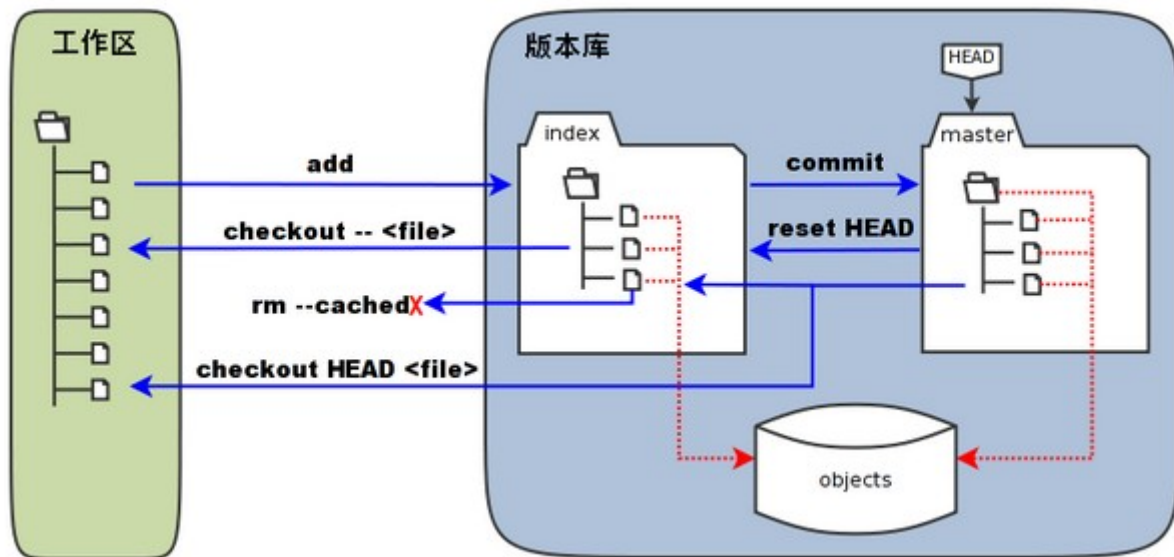 工作区
版本库
HEAD
index
master
add
commit
checkout -- <file>
reset HEAD
rm --cachedX
checkout HEAD <file>
objects